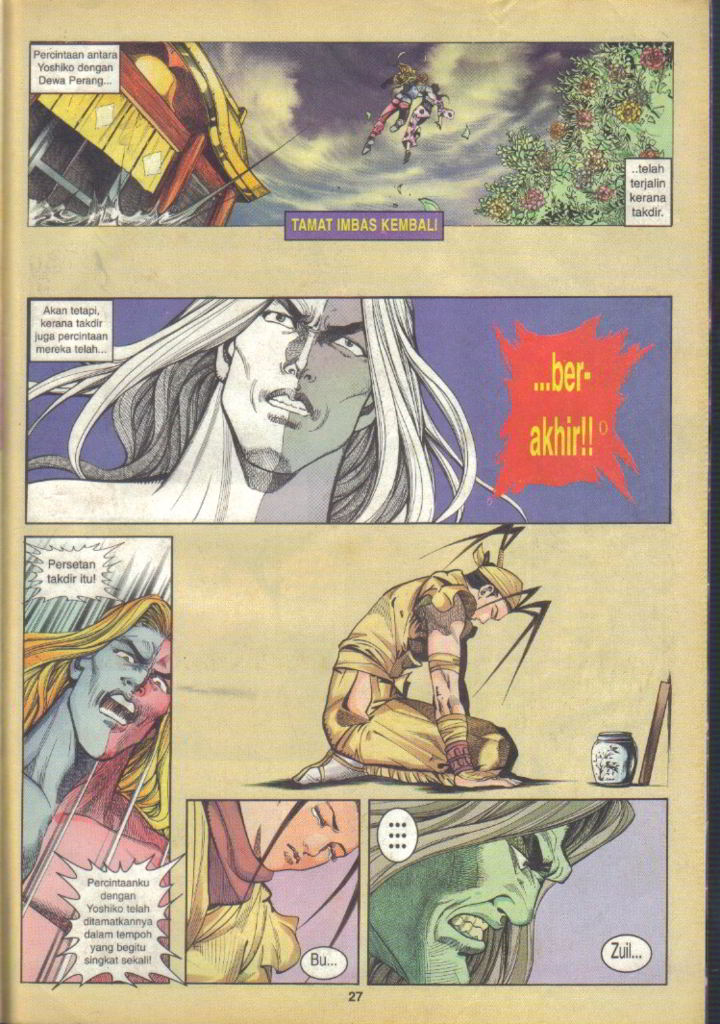 Percintaan antara
Yoshiko dengan
Dewa Perang...
..telah
terjalin
kerana
takdir.
TAMAT IMBAS KEMBALI
Akan tetapi,
kerana takdir
juga percintaan
mereka telah...
...ber-
akhir!!
Persetan
takdir itu!
Percintaanku
dengan
Yoshiko telah
ditamatkannya
dalam tempoh
yang begitu
singkat sekali!
Bu...
Zuil...
27